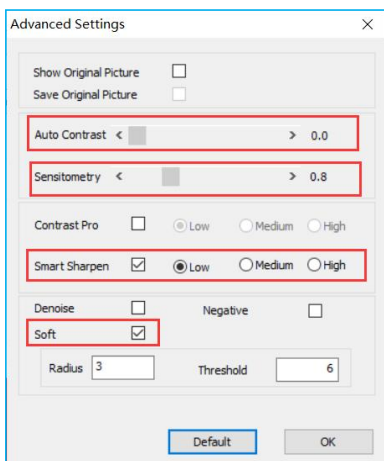 Advanced Settings
Show Original Picture
Save Original Picture
Auto Contrast < > 0.0
Sensitometry < > 0.8
Contrast Pro Low Medium High
Smart Sharpen Low Medium High
Denoise Negative
Soft
Radius 3 Threshold 6
Default OK